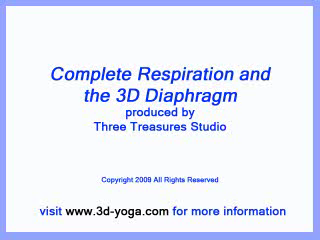 Complete Respiration and
the 3D Diaphragm
produced by
Three Treasures Studio
Copyright 2009 All Rights Reserved
visit www.3d-yoga.com for more information